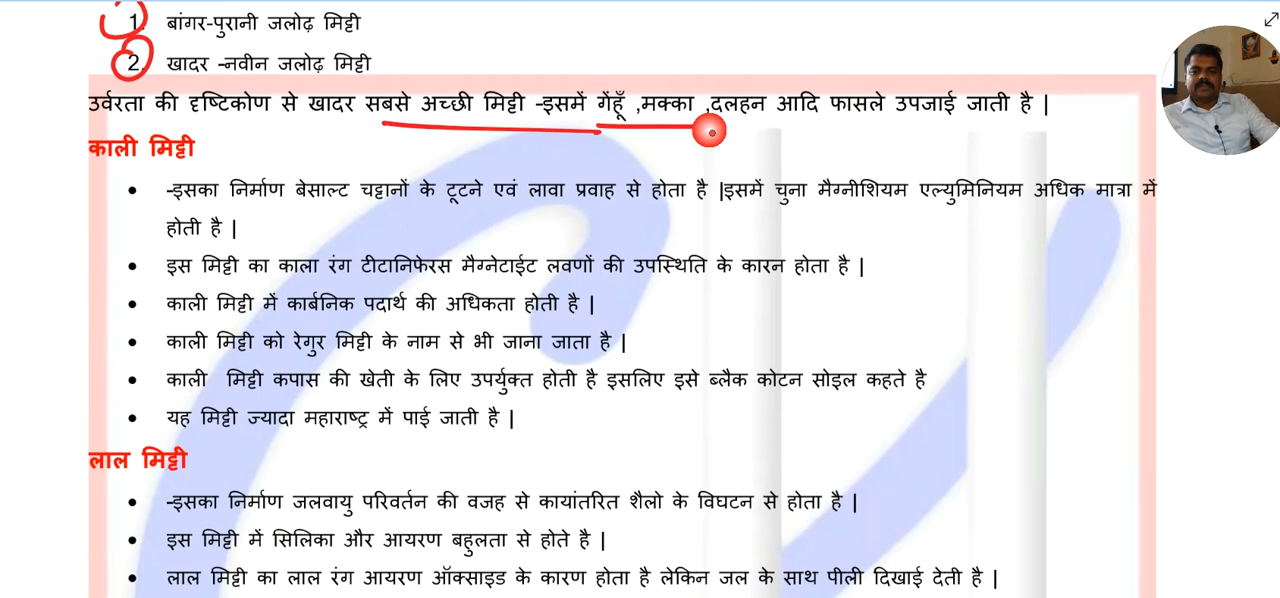 1. बांगर-पुरानी जलोढ़ मिट्टी
2. खादर -नवीन जलोढ़ मिट्टी
उर्वरता की दृष्टिकोण से खादर सबसे अच्छी मिट्टी -इसमें गेंहूँ ,मक्का ,दलहन आदि फासले उपजाई जाती है |
काली मिट्टी
• -इसका निर्माण बेसाल्ट चट्टानों के टूटने एवं लावा प्रवाह से होता है |इसमें चुना मैग्नीशियम एल्युमिनियम अधिक मात्रा में
होती है |
• इस मिट्टी का काला रंग टीटानिफेरस मैग्नेटाईट लवणों की उपस्थिति के कारन होता है |
• काली मिट्टी में कार्बनिक पदार्थ की अधिकता होती है |
• काली मिट्टी को रेगुर मिट्टी के नाम से भी जाना जाता है |
• काली मिट्टी कपास की खेती के लिए उपर्युक्त होती है इसलिए इसे ब्लैक कोटन सोइल कहते है
• यह मिट्टी ज्यादा महाराष्ट्र में पाई जाती है |
लाल मिट्टी
• -इसका निर्माण जलवायु परिवर्तन की वजह से कायांतरित शैलो के विघटन से होता है |
• इस मिट्टी में सिलिका और आयरण बहुलता से होते है |
• लाल मिट्टी का लाल रंग आयरण ऑक्साइड के कारण होता है लेकिन जल के साथ पीली दिखाई देती है |